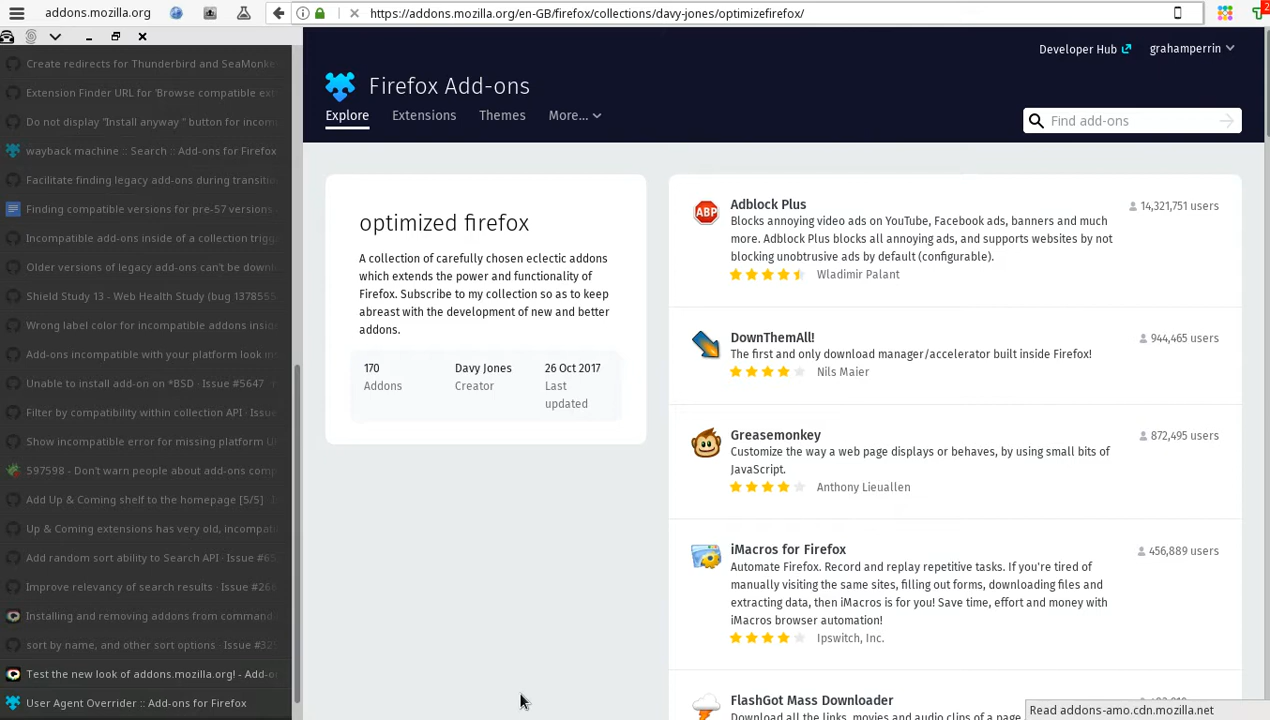 addons.mozilla.org
https://addons.mozilla.org/en-GB/firefox/collections/davy-jones/optimizefirefox/
2
Create redirects for Thunderbird and SeaMonke
Extension Finder URL for 'Browse compatible ext
Do not display "Install anyway " button for incom
wayback machine :: Search :: Add-ons for Firefox
Facilitate finding legacy add-ons during transitio
Finding compatible versions for pre-57 versions
Incompatible add-ons inside of a collection trigg
Older versions of legacy add-ons can't be downl
Shield Study 13 - Web Health Study (bug 1378555
Wrong label color for incompatible addons inside
Add-ons incompatible with your platform look in
Unable to install add-on on *BSD · Issue #5647
Filter by compatibility within collection API · Issue
Show incompatible error for missing platform
597598 - Don't warn people about add-ons comp
Add Up & Coming shelf to the homepage [5/5]
Up & Coming extensions has very old, incompat
Add random sort ability to Search API · Issue #65
Improve relevancy of search results · Issue #266
Installing and removing addons from command
sort by name, and other sort options · Issue #329
Test the new look of addons.mozilla.org! - Add-o
User Agent Overrider :: Add-ons for Firefox
Developer Hub
grahamperrin
Firefox Add-ons
Explore
Extensions
Themes
More...
Find add-ons
optimized firefox
A collection of carefully chosen eclectic addons
which extends the power and functionality of
Firefox. Subscribe to my collection so as to keep
abreast with the development of new and better
addons.
170
Addons
Davy Jones
Creator
26 Oct 2017
Last
updated
Adblock Plus
14,321,751 users
Blocks annoying video ads on YouTube, Facebook ads, banners and much
more. Adblock Plus blocks all annoying ads, and supports websites by not
blocking unobtrusive ads by default (configurable).
Wladimir Palant
DownThemAll!
944,465 users
The first and only download manager/accelerator built inside Firefox!
Nils Maier
Greasemonkey
872,495 users
Customize the way a web page displays or behaves, by using small bits of
JavaScript.
Anthony Lieuallen
iMacros for Firefox
456,889 users
Automate Firefox. Record and replay repetitive tasks. If you're tired of
manually visiting the same sites, filling out forms, downloading files and
extracting data, then iMacros is for you! Save time, effort and money with
iMacros browser automation!
Ipswitch, Inc.
FlashGot Mass Downloader
Download all the links, movies and audio clips of a page
Read addons-amo.cdn.mozilla.net
ABP